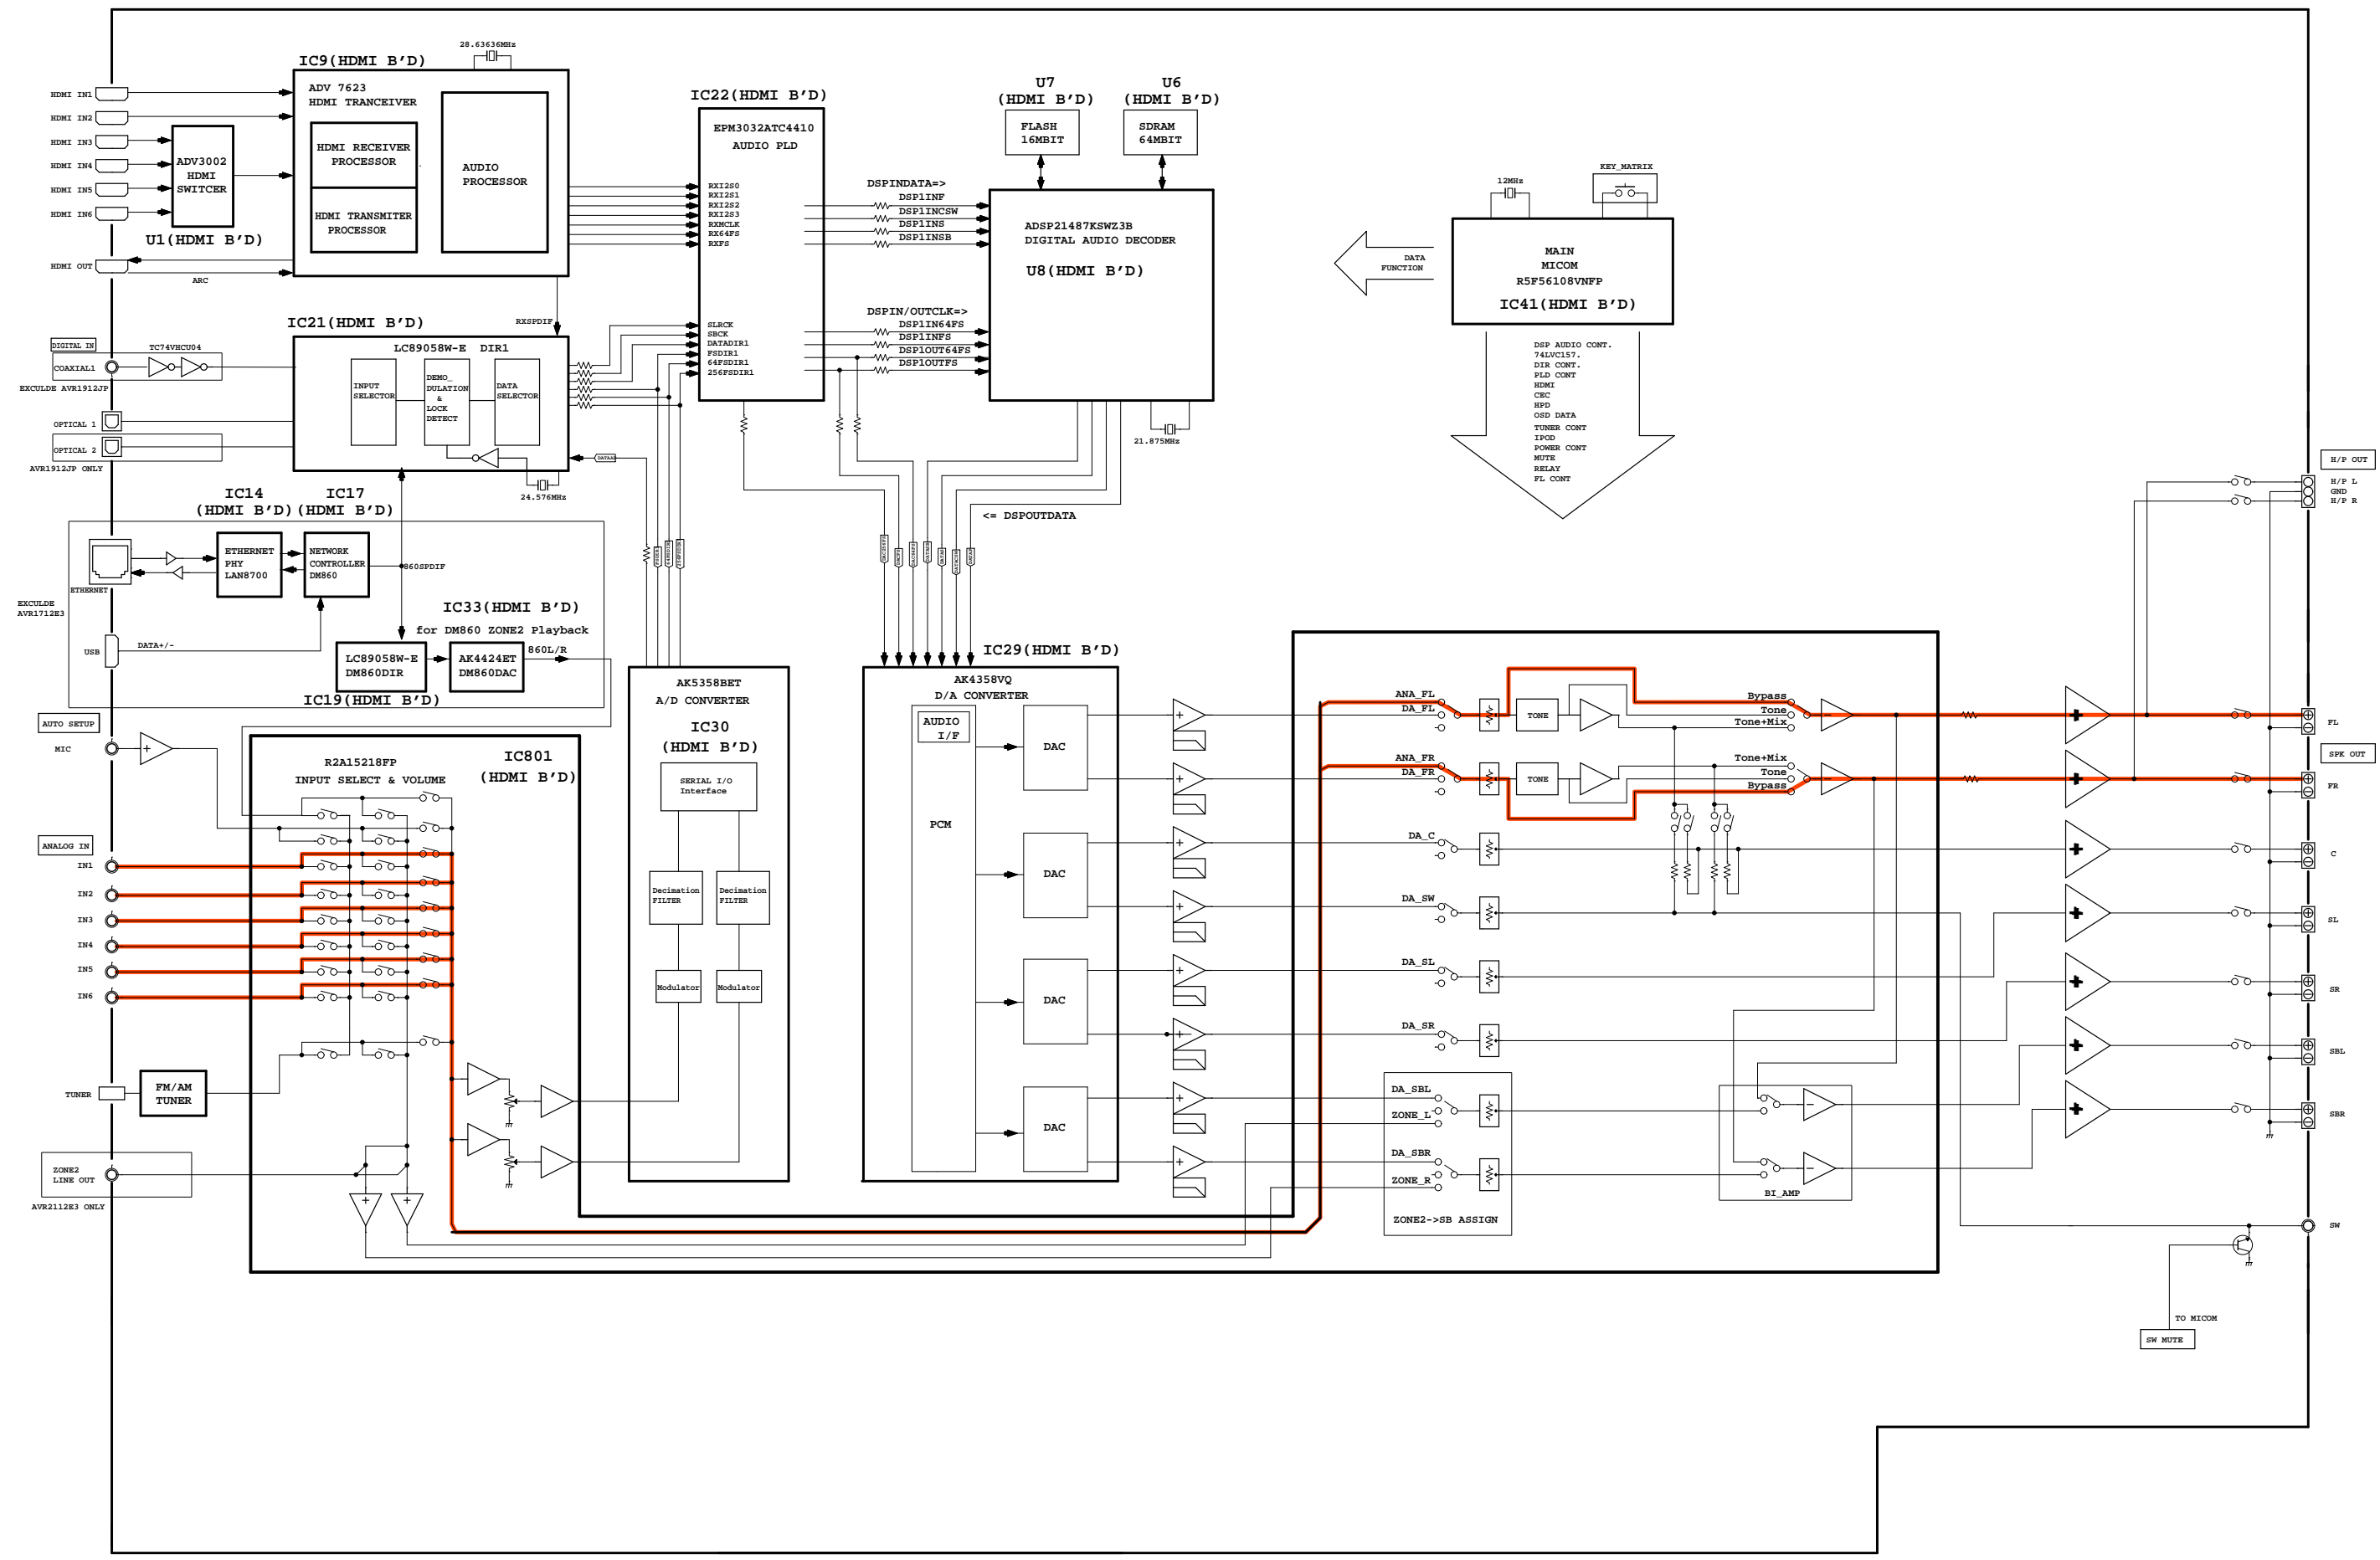 28.63636MHz
IC9(HDMI B'D)
ADV 7623
HDMI TRANCEIVER
HDMI RECEIVER
PROCESSOR
HDMI TRANSMITER
PROCESSOR
AUDIO
PROCESSOR
HDMI IN1
HDMI IN2
HDMI IN3
HDMI IN4
HDMI IN5
HDMI IN6
ADV3002
HDMI
SWITCER
U1(HDMI B'D)
HDMI OUT
ARC
IC22(HDMI B'D)
EPM3032ATC4410
AUDIO PLD
RXI2S0
RXI2S1
RXI2S2
RXI2S3
RXMCLK
RX64FS
RXFS
SLRCK
SBCK
DATADIR1
FSDIR1
64FSDIR1
256FSDIR1
DSPINDATA=>
DSP1INF
DSP1INCSW
DSP1INS
DSP1INSB
DSPIN/OUTCLK=>
DSP1IN64FS
DSP1INFS
DSP1OUT64FS
DSP1OUTFS
U7
(HDMI B'D)
FLASH
16MBIT
U6
(HDMI B'D)
SDRAM
64MBIT
ADSP21487KSWZ3B
DIGITAL AUDIO DECODER
U8(HDMI B'D)
21.875MHz
<= DSPOUTDATA
KEY_MATRIX
12MHz
MAIN
MICOM
R5F56108VNFP
IC41(HDMI B'D)
DATA
FUNCTION
DSP AUDIO CONT.
74LVC157.
DIR CONT.
PLD CONT
HDMI
CEC
HPD
OSD DATA
TUNER CONT
IPOD
POWER CONT
MUTE
RELAY
FL CONT
IC21(HDMI B'D)
RXSPDIF
LC89058W-E DIR1
INPUT
SELECTOR
DEMO_
DULATION
&
LOCK
DETECT
DATA
SELECTOR
24.576MHz
DIGITAL IN
TC74VHCU04
COAXIAL1
EXCULDE AVR1912JP
OPTICAL 1
OPTICAL 2
AVR1912JP ONLY
IC14
(HDMI B'D)
IC17
(HDMI B'D)
ETHERNET
PHY
LAN8700
NETWORK
CONTROLLER
DM860
860SPDIF
ETHERNET
EXCULDE
AVR1712E3
USB
DATA+/-
IC33(HDMI B'D)
for DM860 ZONE2 Playback
LC89058W-E
DM860DIR
AK4424ET
DM860DAC
860L/R
IC19(HDMI B'D)
AUTO SETUP
MIC
R2A15218FP
INPUT SELECT & VOLUME
IC801
(HDMI B'D)
ANALOG IN
IN1
IN2
IN3
IN4
IN5
IN6
TUNER
FM/AM
TUNER
ZONE2
LINE OUT
AVR2112E3 ONLY
AK5358BET
A/D CONVERTER
IC30
(HDMI B'D)
SERIAL I/O
Interface
Decimation
FILTER
Decimation
FILTER
Modulator
Modulator
IC29(HDMI B'D)
AK4358VQ
D/A CONVERTER
AUDIO
I/F
PCM
DAC
DAC
DAC
DAC
ANA_FL
DA_FL
ANA_FR
DA_FR
DA_C
DA_SW
DA_SL
DA_SR
DA_SBL
ZONE_L
DA_SBR
ZONE_R
ZONE2->SB ASSIGN
TONE
Bypass
Tone
Tone+Mix
TONE
Tone+Mix
Tone
Bypass
BI_AMP
H/P OUT
H/P L
GND
H/P R
FL
SPK OUT
FR
C
SL
SR
SBL
SBR
SW
TO MICOM
SW MUTE